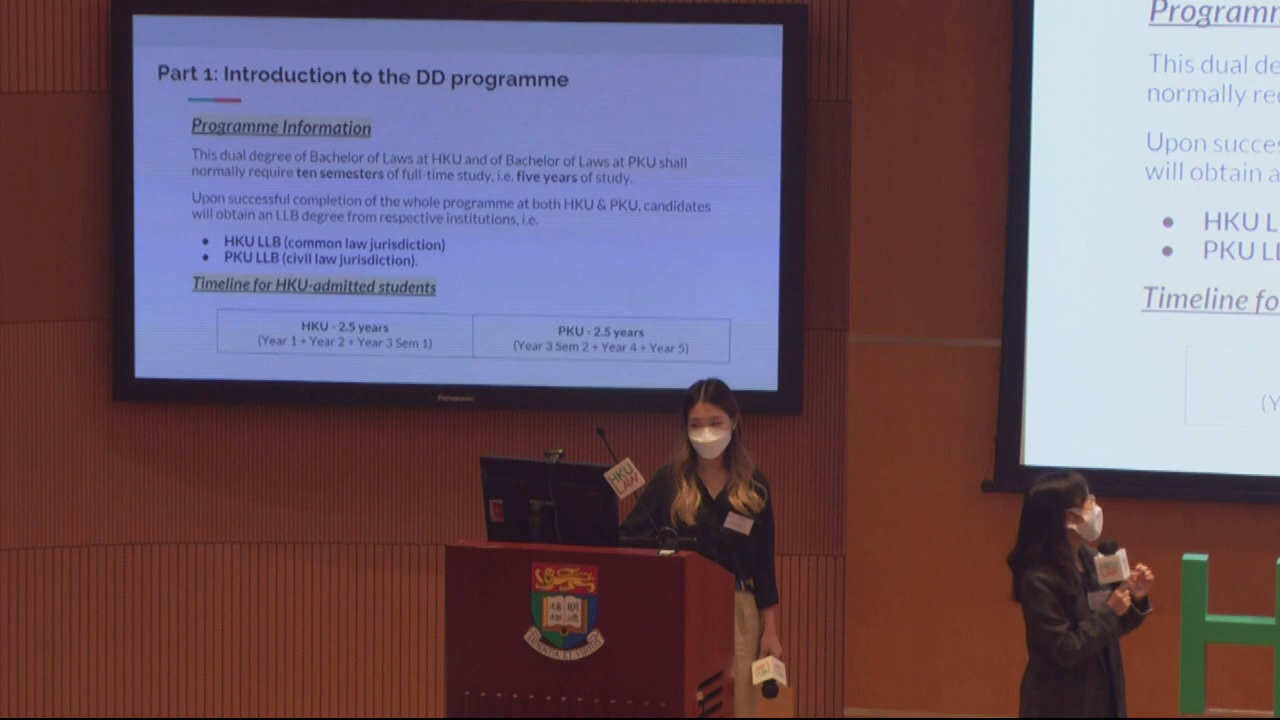 Part 1: Introduction to the DD programme
Programme Information
This dual degree of Bachelor of Laws at HKU and of Bachelor of Laws at PKU shall
normally require ten semesters of full-time study, i.e. five years of study.
Upon successful completion of the whole programme at both HKU & PKU, candidates
will obtain an LLB degree from respective institutions, i.e.
● HKU LLB (common law jurisdiction)
● PKU LLB (civil law jurisdiction).
Timeline for HKU-admitted students
HKU - 2.5 years
(Year 1 + Year 2 + Year 3 Sem 1)
PKU - 2.5 years
(Year 3 Sem 2 + Year 4 + Year 5)
Panasonic
Programm
This dual de
normally re
Upon succes
will obtain a
● HKU L
● PKU LL
Timeline fo
(Y
HKU
LAW
H